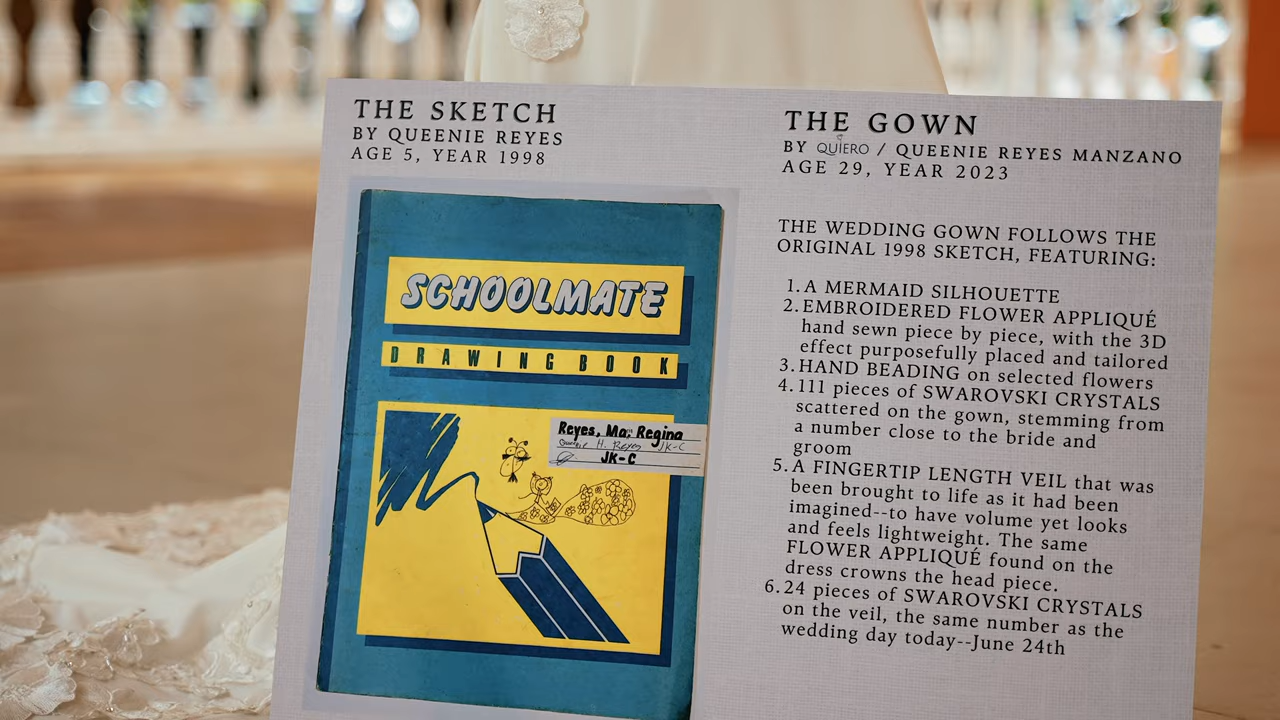 THE SKETCH
BY QUEENIE REYES
AGE 5, YEAR 1998
SCHOOLMATE
DRAWING BOOK
Reyes, Ma. Regina
H. Reyes JK-C
JK-C
THE GOWN
BY QUIERO / QUEENIE REYES MANZANO
AGE 29, YEAR 2023
THE WEDDING GOWN FOLLOWS THE
ORIGINAL 1998 SKETCH, FEATURING:
1. A MERMAID SILHOUETTE
2. EMBROIDERED FLOWER APPLIQUÉ
hand sewn piece by piece, with the 3D
effect purposefully placed and tailored
3. HAND BEADING on selected flowers
4. 111 pieces of SWAROVSKI CRYSTALS
scattered on the gown, stemming from
a number close to the bride and
groom
5. A FINGERTIP LENGTH VEIL that was
been brought to life as it had been
imagined--to have volume yet looks
and feels lightweight. The same
FLOWER APPLIQUÉ found on the
dress crowns the head piece.
6. 24 pieces of SWAROVSKI CRYSTALS
on the veil, the same number as the
wedding day today--June 24th